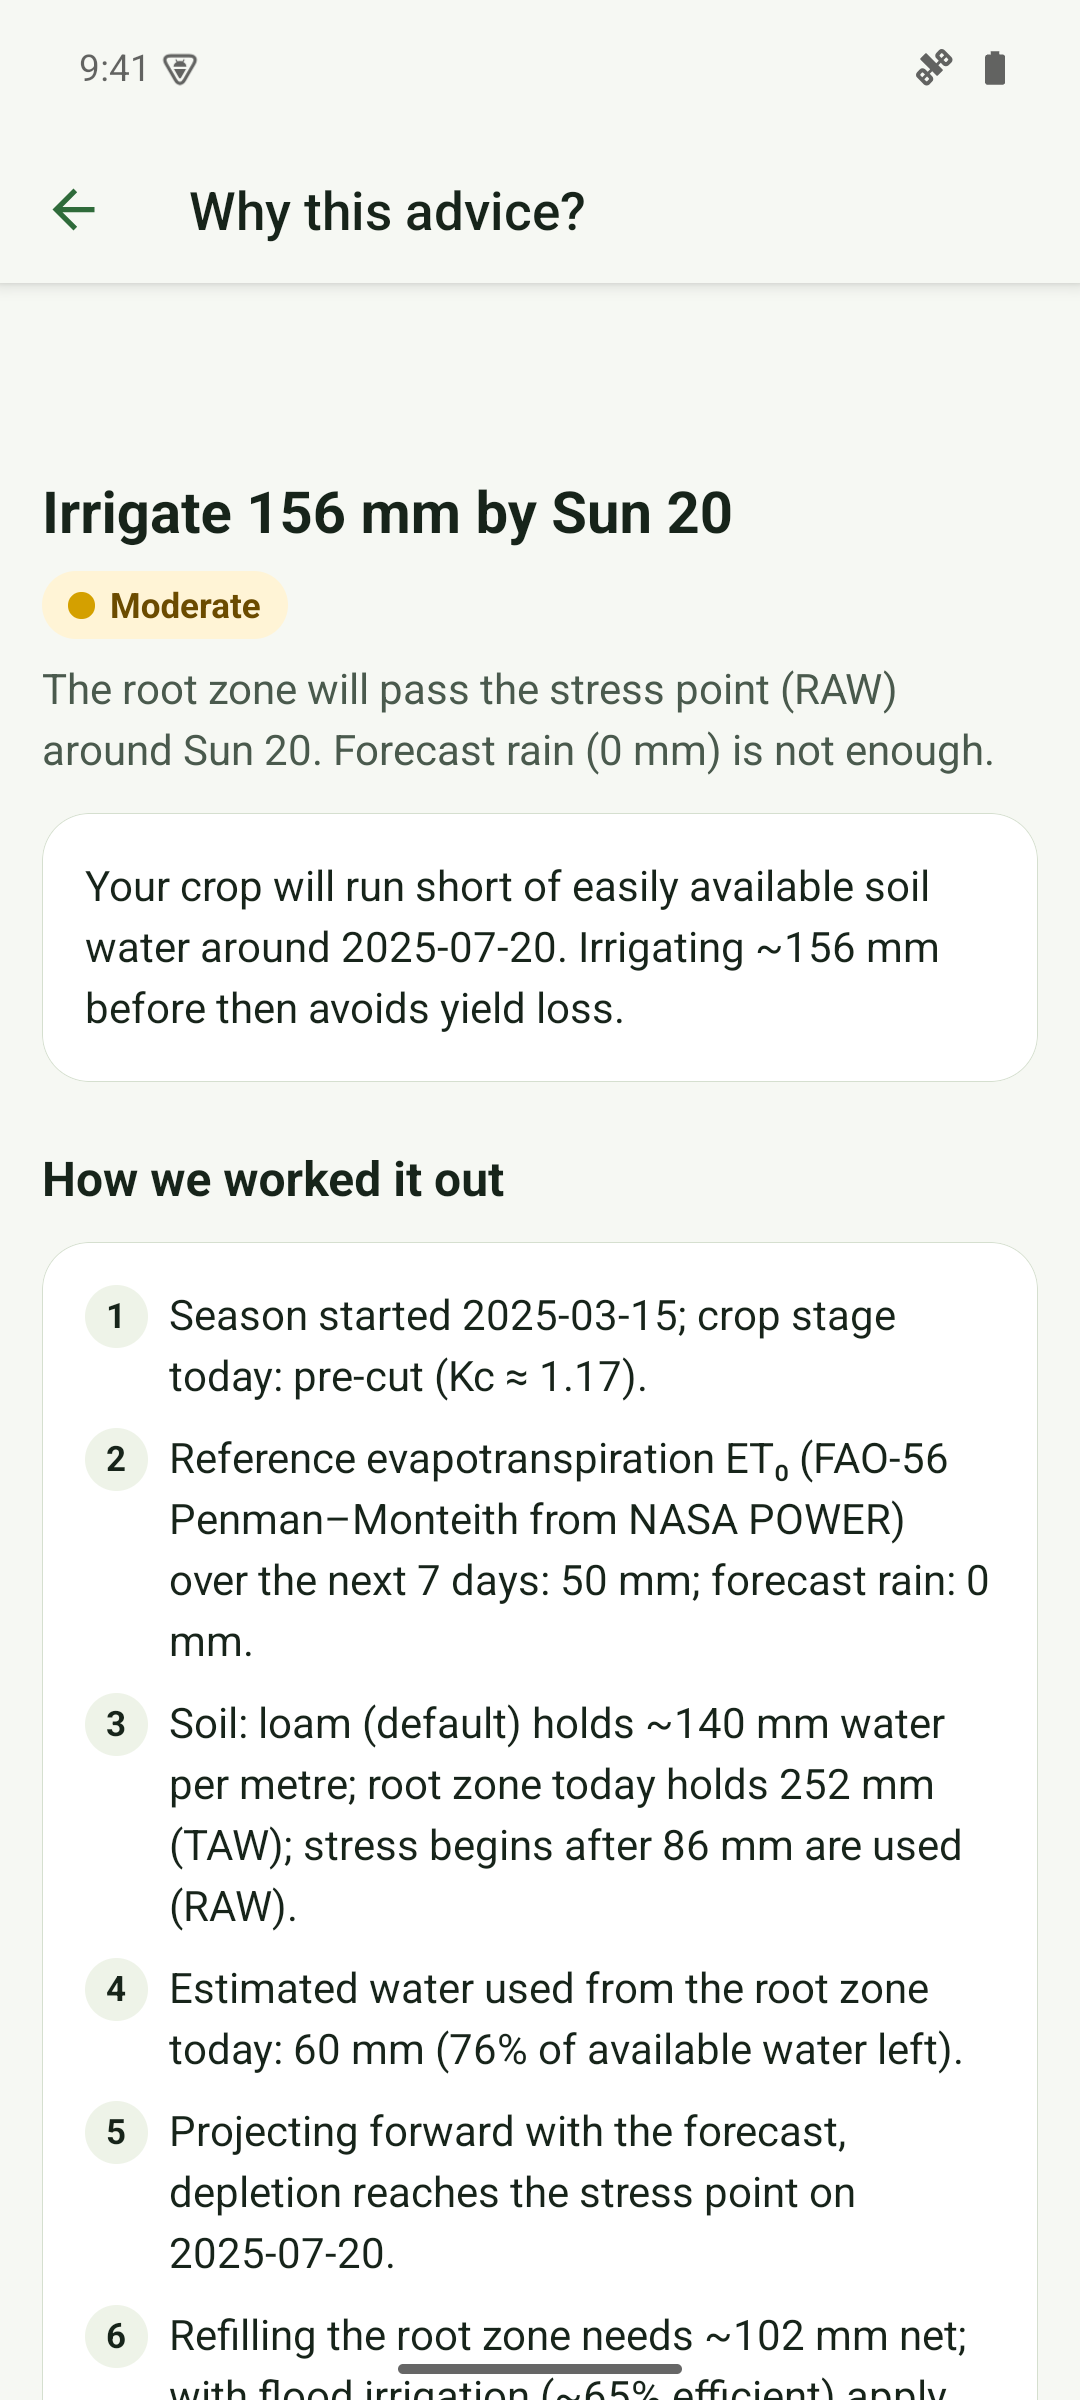 9:41
Why this advice?
Irrigate 156 mm by Sun 20
Moderate
The root zone will pass the stress point (RAW)
around Sun 20. Forecast rain (0 mm) is not enough.
Your crop will run short of easily available soil
water around 2025-07-20. Irrigating ~156 mm
before then avoids yield loss.
How we worked it out
1 Season started 2025-03-15; crop stage
today: pre-cut (Kc ≈ 1.17).
2 Reference evapotranspiration ET₀ (FAO-56
Penman–Monteith from NASA POWER)
over the next 7 days: 50 mm; forecast rain: 0
mm.
3 Soil: loam (default) holds ~140 mm water
per metre; root zone today holds 252 mm
(TAW); stress begins after 86 mm are used
(RAW).
4 Estimated water used from the root zone
today: 60 mm (76% of available water left).
5 Projecting forward with the forecast,
depletion reaches the stress point on
2025-07-20.
6 Refilling the root zone needs ~102 mm net;
with flood irrigation (~65% efficient) apply